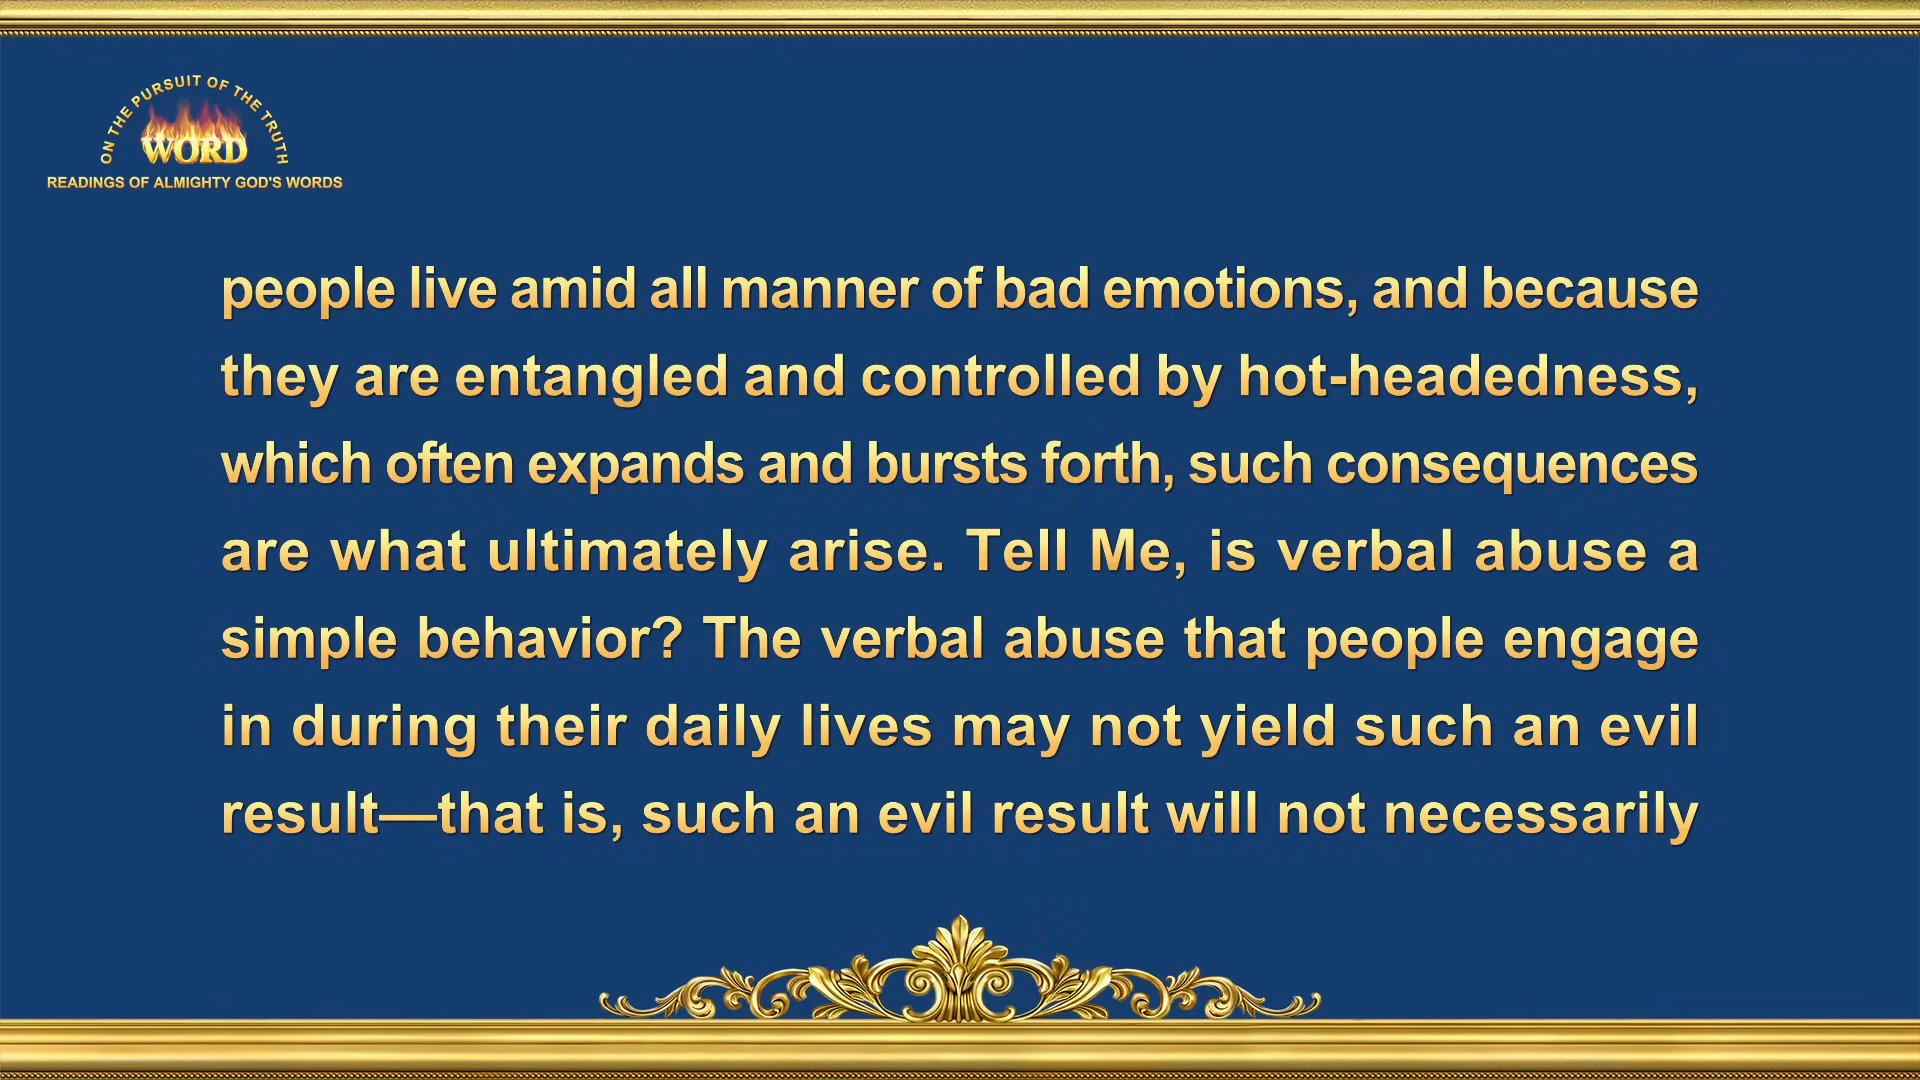 ON THE PURSUIT OF THE TRUTH
WORD
READINGS OF ALMIGHTY GOD'S WORDS
people live amid all manner of bad emotions, and because
they are entangled and controlled by hot-headedness,
which often expands and bursts forth, such consequences
are what ultimately arise. Tell Me, is verbal abuse a
simple behavior? The verbal abuse that people engage
in during their daily lives may not yield such an evil
result—that is, such an evil result will not necessarily